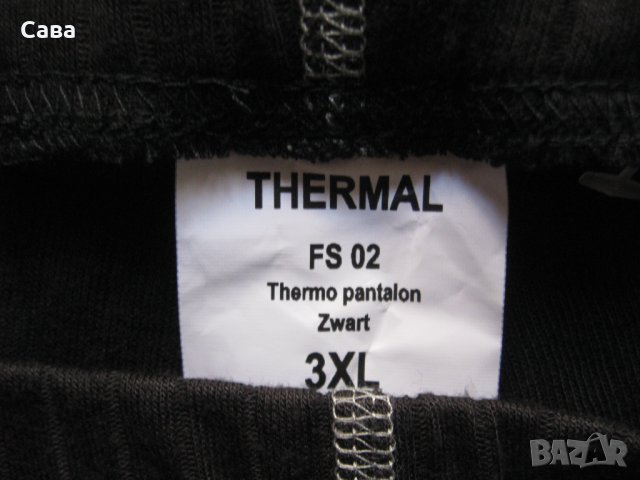 Сава
THERMAL
FS 02
Thermo pantalon
Zwart
3XL
BAZAR